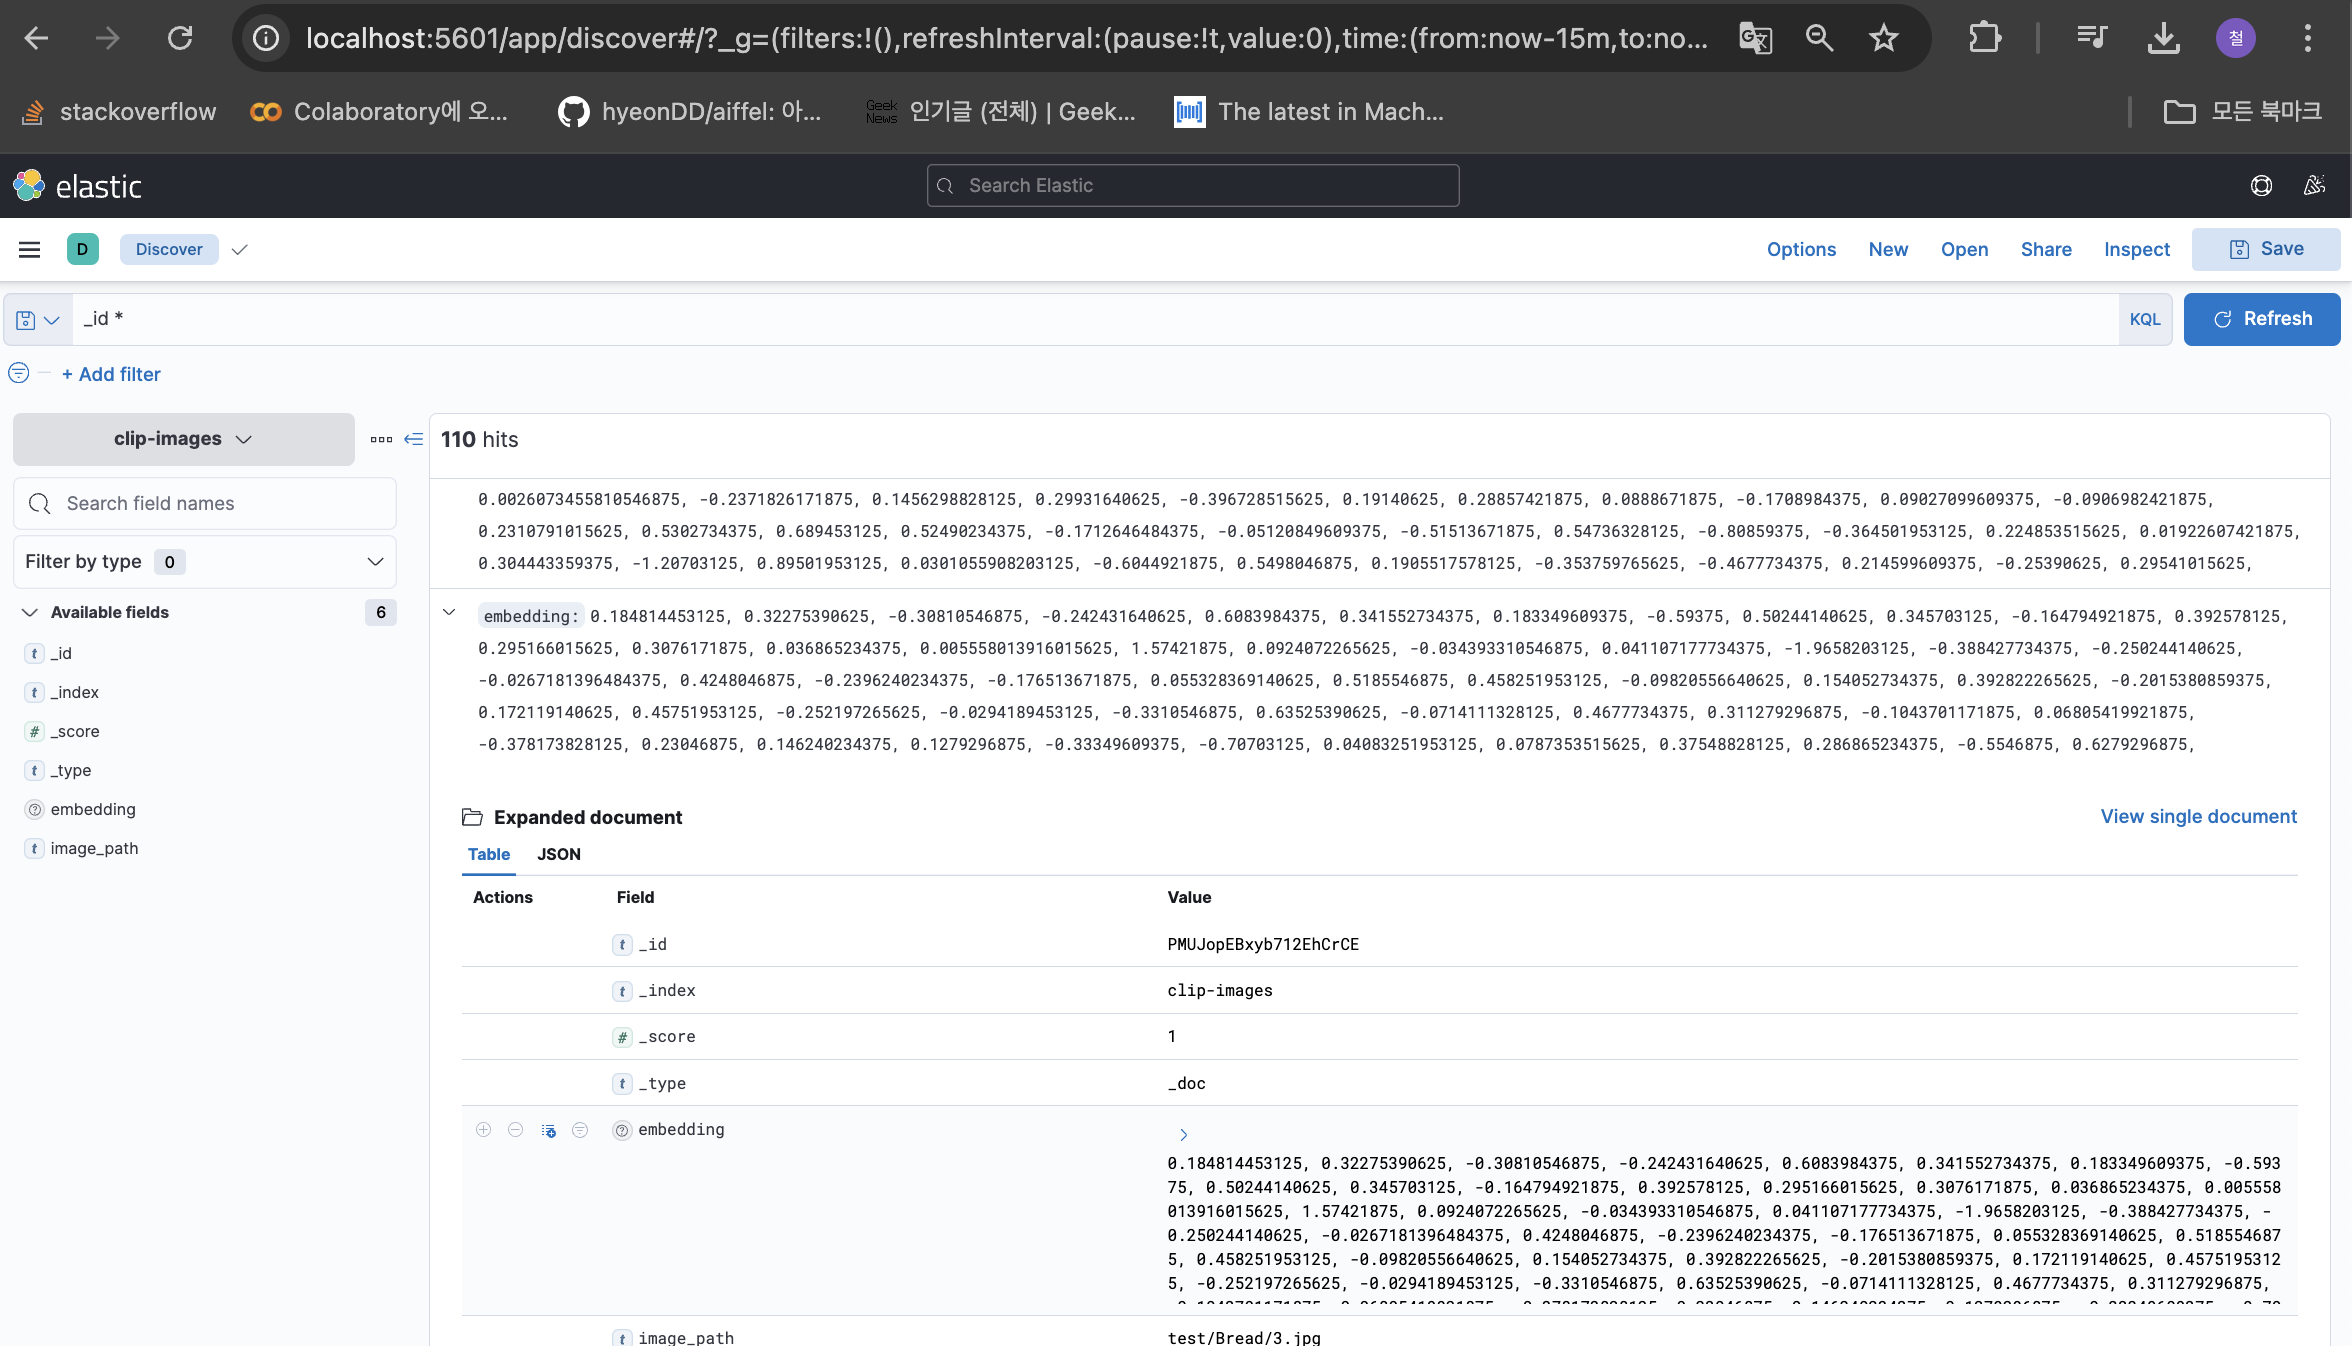 localhost:5601/app/discover#/?_g=(filters:!(),refreshInterval:(pause:!t,value:0),time:(from:now-15m,to:no...
철
stackoverflow
Colaboratory에 오...
hyeonDD/aiffel: 아...
Geek News
인기글 (전체) | Geek...
The latest in Mach...
모든 북마크
elastic
Search Elastic
D
Discover
Options
New
Open
Share
Inspect
Save
_id *
KQL
Refresh
+ Add filter
clip-images
110 hits
Search field names
Filter by type 0
Available fields 6
t _id
t _index
# _score
t _type
embedding
t image_path
0.0026073455810546875, -0.2371826171875, 0.1456298828125, 0.29931640625, -0.396728515625, 0.19140625, 0.28857421875, 0.0888671875, -0.1708984375, 0.09027099609375, -0.0906982421875,
0.2310791015625, 0.5302734375, 0.689453125, 0.52490234375, -0.1712646484375, -0.05120849609375, -0.51513671875, 0.54736328125, -0.80859375, -0.364501953125, 0.224853515625, 0.01922607421875,
0.304443359375, -1.20703125, 0.89501953125, 0.0301055908203125, -0.6044921875, 0.5498046875, 0.1905517578125, -0.353759765625, -0.4677734375, 0.214599609375, -0.25390625, 0.29541015625,
embedding: 0.184814453125, 0.32275390625, -0.30810546875, -0.242431640625, 0.6083984375, 0.341552734375, 0.183349609375, -0.59375, 0.50244140625, 0.345703125, -0.164794921875, 0.392578125,
0.295166015625, 0.3076171875, 0.036865234375, 0.005558013916015625, 1.57421875, 0.0924072265625, -0.034393310546875, 0.041107177734375, -1.9658203125, -0.388427734375, -0.250244140625,
-0.0267181396484375, 0.4248046875, -0.2396240234375, -0.176513671875, 0.055328369140625, 0.5185546875, 0.458251953125, -0.09820556640625, 0.154052734375, 0.392822265625, -0.2015380859375,
0.172119140625, 0.45751953125, -0.252197265625, -0.0294189453125, -0.3310546875, 0.63525390625, -0.0714111328125, 0.4677734375, 0.311279296875, -0.1043701171875, 0.06805419921875,
-0.378173828125, 0.23046875, 0.146240234375, 0.1279296875, -0.33349609375, -0.70703125, 0.04083251953125, 0.0787353515625, 0.37548828125, 0.286865234375, -0.5546875, 0.6279296875,
Expanded document
View single document
Table
JSON
Actions Field Value
t _id PMUJopEBxyb712EhCrCE
t _index clip-images
# _score 1
t _type _doc
embedding
0.184814453125, 0.32275390625, -0.30810546875, -0.242431640625, 0.6083984375, 0.341552734375, 0.183349609375, -0.593
75, 0.50244140625, 0.345703125, -0.164794921875, 0.392578125, 0.295166015625, 0.3076171875, 0.036865234375, 0.005558
013916015625, 1.57421875, 0.0924072265625, -0.034393310546875, 0.041107177734375, -1.9658203125, -0.388427734375, -
0.250244140625, -0.0267181396484375, 0.4248046875, -0.2396240234375, -0.176513671875, 0.055328369140625, 0.518554687
5, 0.458251953125, -0.09820556640625, 0.154052734375, 0.392822265625, -0.2015380859375, 0.172119140625, 0.4575195312
5, -0.252197265625, -0.0294189453125, -0.3310546875, 0.63525390625, -0.0714111328125, 0.4677734375, 0.311279296875,
t image_path test/Bread/3.jpg